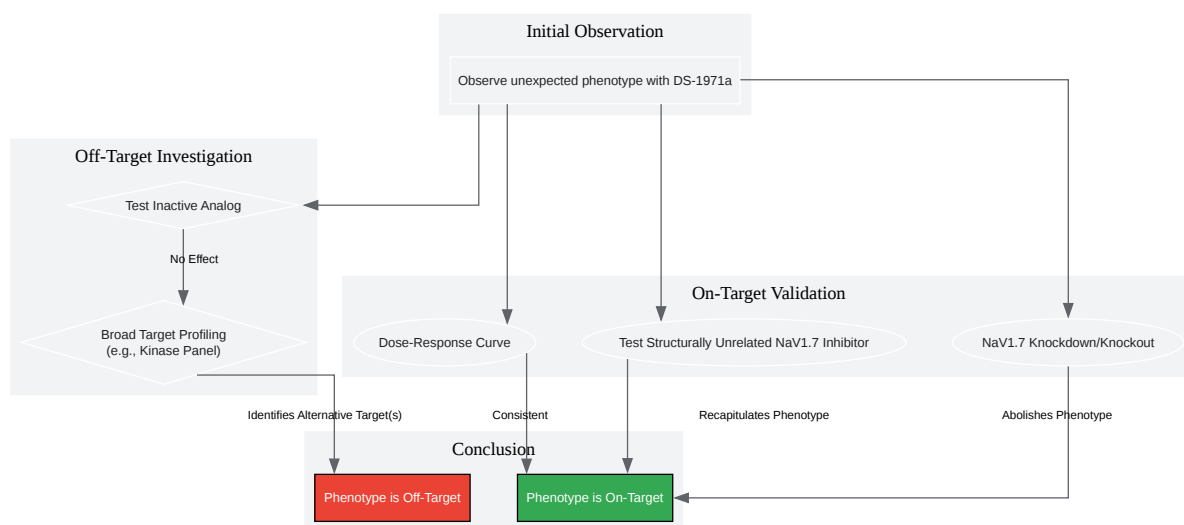 Initial Observation
Observe unexpected phenotype with DS-1971a
Off-Target Investigation
Test Inactive Analog
No Effect
Broad Target Profiling
(e.g., Kinase Panel)
On-Target Validation
Dose-Response Curve
Test Structurally Unrelated NaV1.7 Inhibitor
NaV1.7 Knockdown/Knockout
Identifies Alternative Target(s)
Consistent
Recapitulates Phenotype
Abolishes Phenotype
Conclusion
Phenotype is Off-Target
Phenotype is On-Target